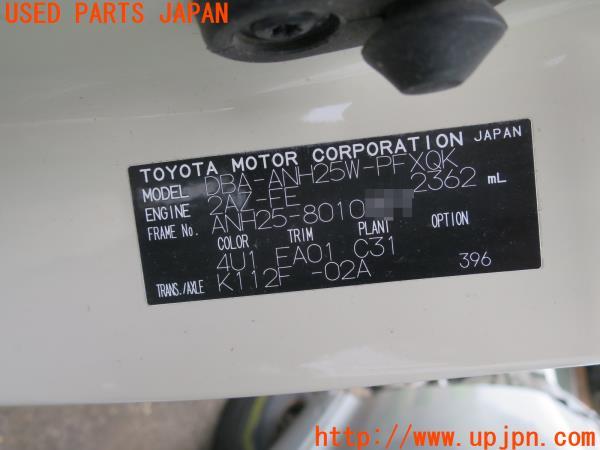 USED PARTS JAPAN
TOYOTA MOTOR CORPORATION JAPAN
MODEL DBA-ANH25W-PFXQK
ENGINE 2AZ-FE 2362 mL
FRAME No. ANH25-8010
COLOR TRIM PLANT OPTION
4U1 FA01 C31
TRANS./AXLE K112F -02A 396
http://www.upjpn.com/